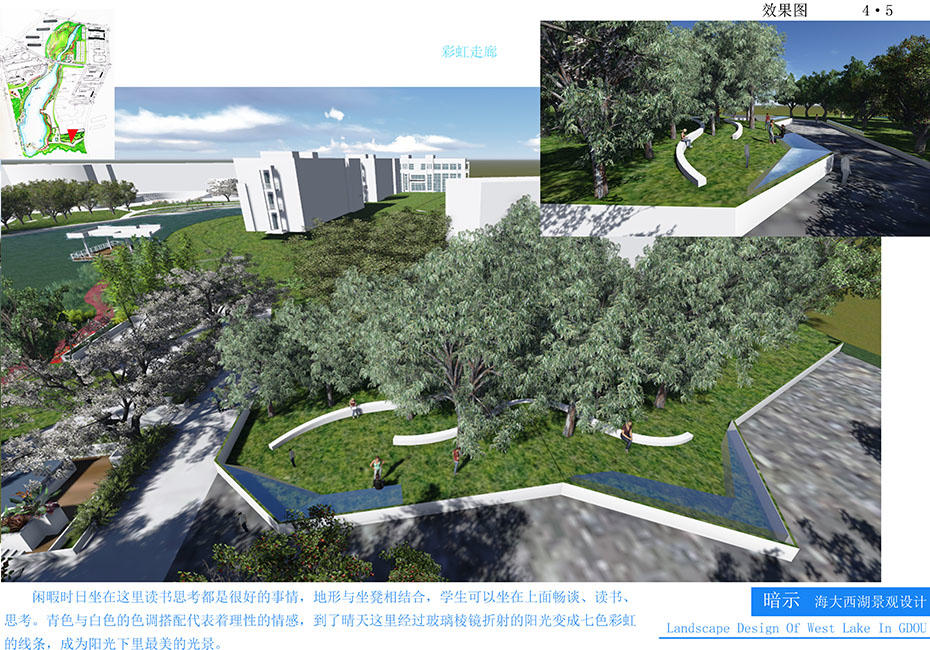 效果图 4·5
彩虹走廊
闲暇时日坐在这里读书思考都是很好的事情，地形与坐凳相结合，学生可以坐在上面畅谈、读书、
思考。青色与白色的色调搭配代表着理性的情感，到了晴天这里经过玻璃棱镜折射的阳光变成七色彩虹
的线条，成为阳光下里最美的光景。
暗示 海大西湖景观设计
Landscape Design Of West Lake In GDOU